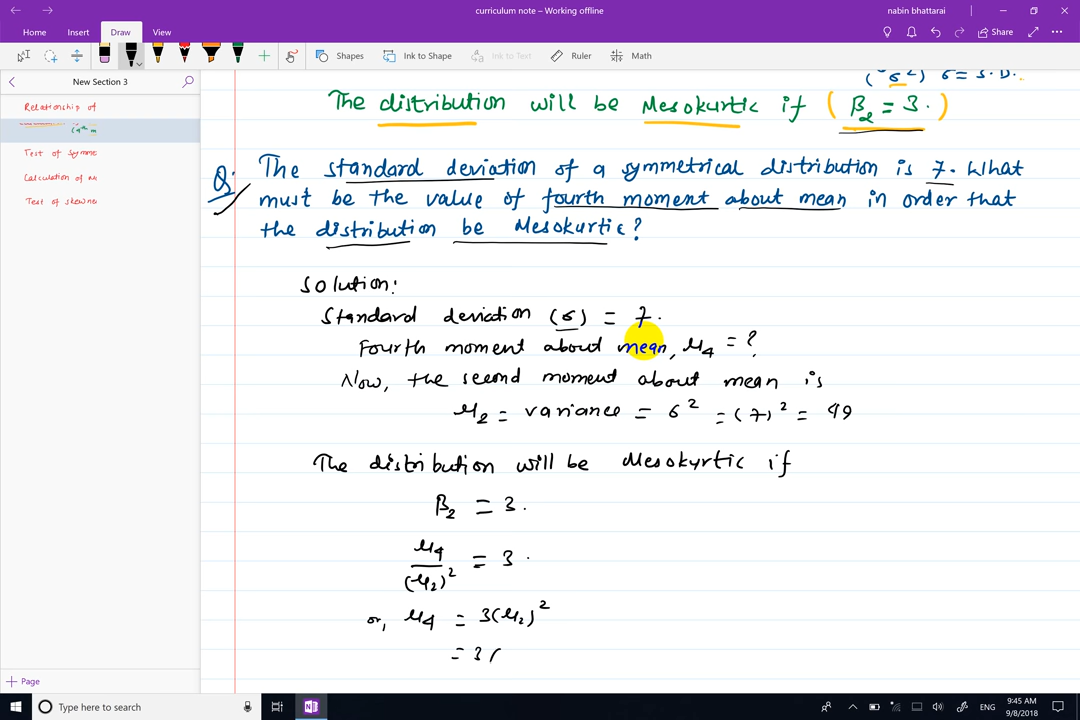 curriculum note – Working offline
nabin bhattarai
Home Insert Draw View
Share
Shapes Ink to Shape Ink to Text Ruler Math
New Section 3
Relationship of
(4th m
Test of Symme
Calculation of
Test of skewne
Page
σ = S.D.
The distribution will be Mesokurtic if (β₂ = 3.)
Q. The standard deviation of a symmetrical distribution is 7. What
must be the value of fourth moment about mean in order that
the distribution be Mesokurtic?
Solution:
Standard deviation (σ) = 7.
Fourth moment about mean, μ₄ = ?
Now, the second moment about mean is
μ₂ = variance = σ² = (7)² = 49
The distribution will be Mesokurtic if
β₂ = 3.
μ₄/(μ₂)² = 3.
or, μ₄ = 3(μ₂)²
= 3(
Type here to search
ENG
9:45 AM
9/8/2018